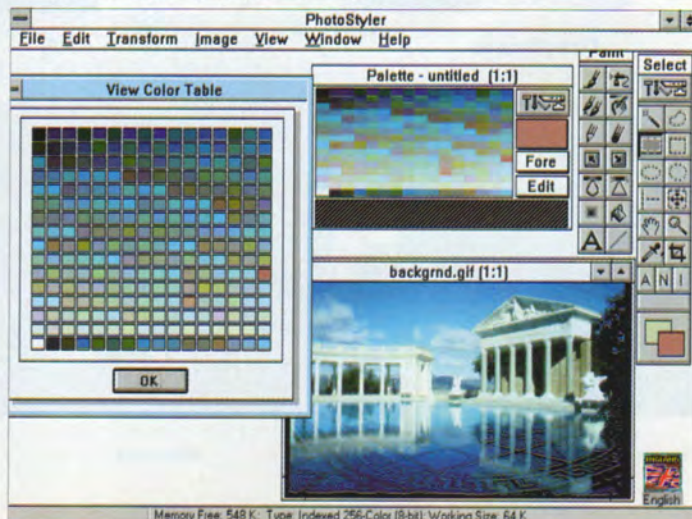 PhotoStyler
File Edit Transform Image View Window Help
View Color Table
OK
Palette - untitled (1:1)
Fore
Edit
Paint
A
Select
A N I
backgrnd.gif (1:1)
English
Memory Free: 548 K; Type: Indexed 256-Color (8-bit); Working Size: 64 K